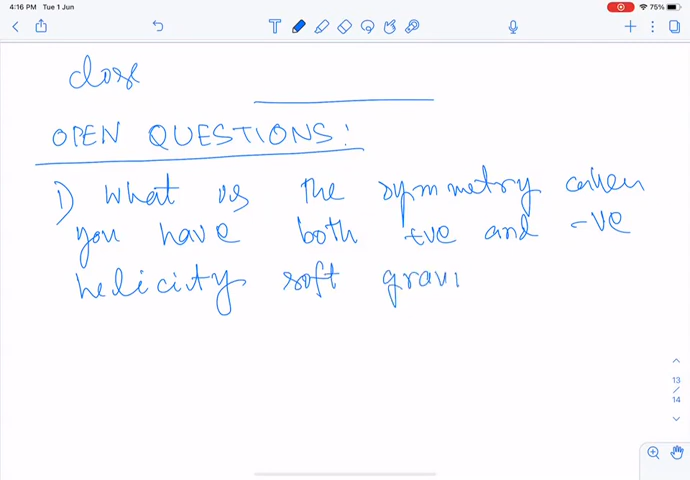 4:16 PM Tue 1 Jun
75%
close
OPEN QUESTIONS:
1) What is the symmetry when
you have both +ve and -ve
helicity soft gravi
13
/
14